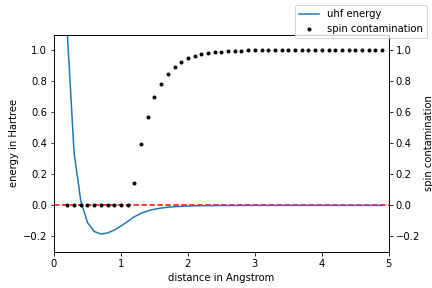 uhf energy
spin contamination
1.0
0.8
0.6
0.4
0.2
0.0
−0.2
energy in Hartree
1.0
0.8
0.6
0.4
0.2
0.0
−0.2
spin contamination
0 1 2 3 4 5
distance in Angstrom